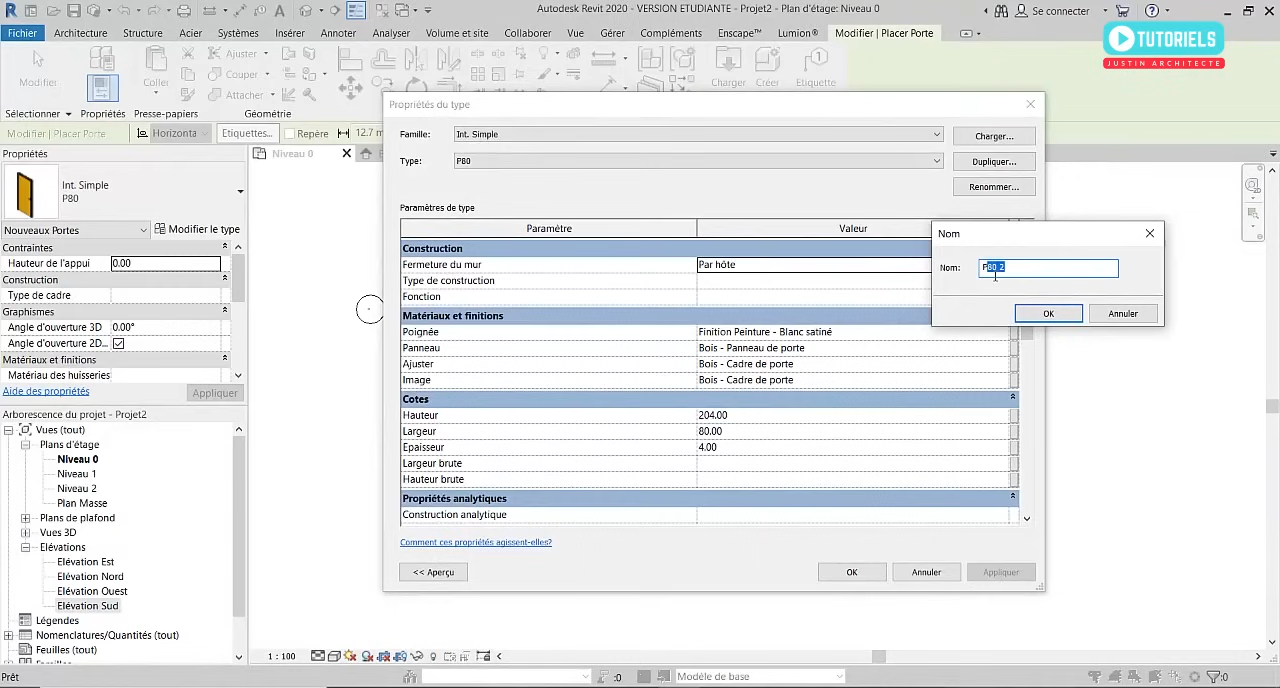 Autodesk Revit 2020 - VERSION ETUDIANTE - Projet2 - Plan d'étage: Niveau 0
Se connecter
Fichier Architecture Structure Acier Systèmes Insérer Annoter Analyser Volume et site Collaborer Vue Gérer Compléments Enscape™ Lumion® Modifier | Placer Porte
TUTORIELS
JUSTIN ARCHITECTE
Modifier
Coller
Ajuster
Couper
Attacher
Charger
Créer
Etiquette
Sélectionner Propriétés Presse-papiers Géométrie
Modifier | Placer Porte Horizonta Etiquettes... Repère 12.7 m
Propriétés
Int. Simple
P80
Nouveaux Portes Modifier le type
Contraintes
Hauteur de l'appui 0.00
Construction
Type de cadre
Graphismes
Angle d'ouverture 3D 0.00°
Angle d'ouverture 2D...
Matériaux et finitions
Matériau des huisseries
Aide des propriétés Appliquer
Arborescence du projet - Projet2
Vues (tout)
Plans d'étage
Niveau 0
Niveau 1
Niveau 2
Plan Masse
Plans de plafond
Vues 3D
Elévations
Elévation Est
Elévation Nord
Elévation Ouest
Elévation Sud
Légendes
Nomenclatures/Quantités (tout)
Feuilles (tout)
Niveau 0
Propriétés du type
Famille: Int. Simple Charger...
Type: P80 Dupliquer...
Renommer...
Paramètres de type
Paramètre Valeur
Construction
Fermeture du mur Par hôte
Type de construction
Fonction
Matériaux et finitions
Poignée Finition Peinture - Blanc satiné
Panneau Bois - Panneau de porte
Ajuster Bois - Cadre de porte
Image Bois - Cadre de porte
Cotes
Hauteur 204.00
Largeur 80.00
Epaisseur 4.00
Largeur brute
Hauteur brute
Propriétés analytiques
Construction analytique
Comment ces propriétés agissent-elles?
<< Aperçu OK Annuler Appliquer
Nom
Nom: P80 2
OK Annuler
1 : 100
Prêt :0 Modèle de base :0